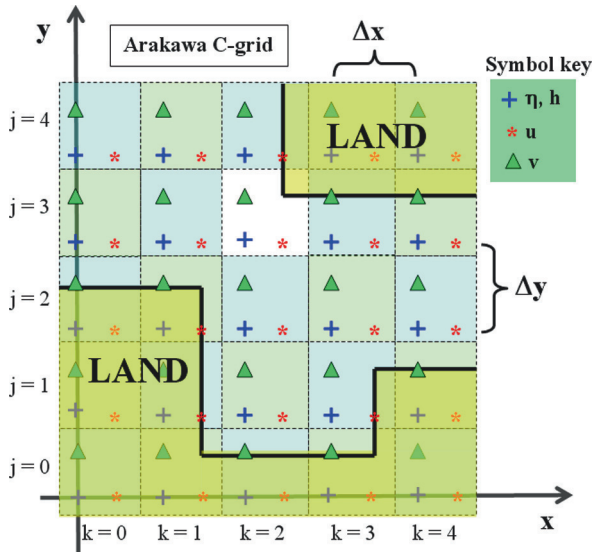 y
Arakawa C-grid
Δx
Symbol key
+ η, h
* u
▲ v
j = 4
LAND
j = 3
Δy
j = 2
LAND
j = 1
j = 0
k = 0 k = 1 k = 2 k = 3 k = 4
x